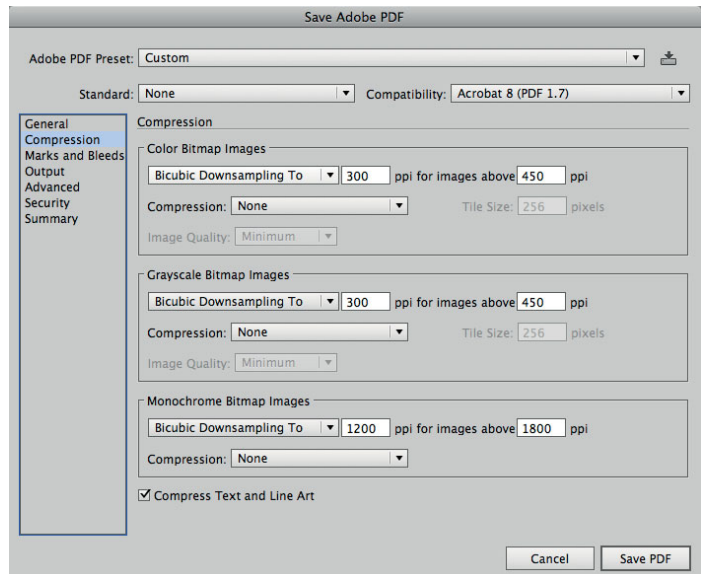 Save Adobe PDF
Adobe PDF Preset: Custom
Standard: None Compatibility: Acrobat 8 (PDF 1.7)
General
Compression
Marks and Bleeds
Output
Advanced
Security
Summary
Compression
Color Bitmap Images
Bicubic Downsampling To 300 ppi for images above 450 ppi
Compression: None Tile Size: 256 pixels
Image Quality: Minimum
Grayscale Bitmap Images
Bicubic Downsampling To 300 ppi for images above 450 ppi
Compression: None Tile Size: 256 pixels
Image Quality: Minimum
Monochrome Bitmap Images
Bicubic Downsampling To 1200 ppi for images above 1800 ppi
Compression: None
Compress Text and Line Art
Cancel Save PDF